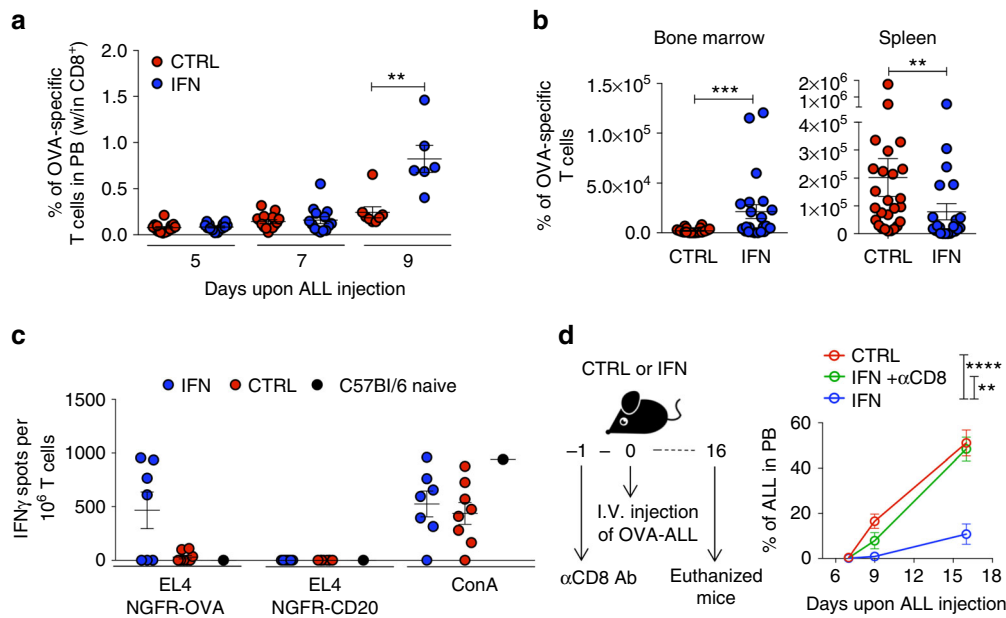 a
% of OVA-specific
T cells in PB (w/in CD8⁺)
2.0
1.5
1.0
0.5
0.0
CTRL
IFN
**
5 7 9
Days upon ALL injection
b
Bone marrow
% of OVA-specific
T cells
1.5×10⁵
1.0×10⁵
5.0×10⁴
0.0
***
CTRL IFN
Spleen
2×10⁶
1×10⁶
4×10⁵
3×10⁵
2×10⁵
1×10⁵
0
**
CTRL IFN
c
IFN CTRL C57Bl/6 naive
IFNγ spots per
10⁶ T cells
1500
1000
500
0
EL4 EL4 ConA
NGFR-OVA NGFR-CD20
d
CTRL or IFN
–1 – 0 16
I.V. injection
of OVA-ALL
αCD8 Ab
Euthanized
mice
CTRL
IFN +αCD8
IFN
****
**
% of ALL in PB
60
40
20
0
6 9 12 15 18
Days upon ALL injection